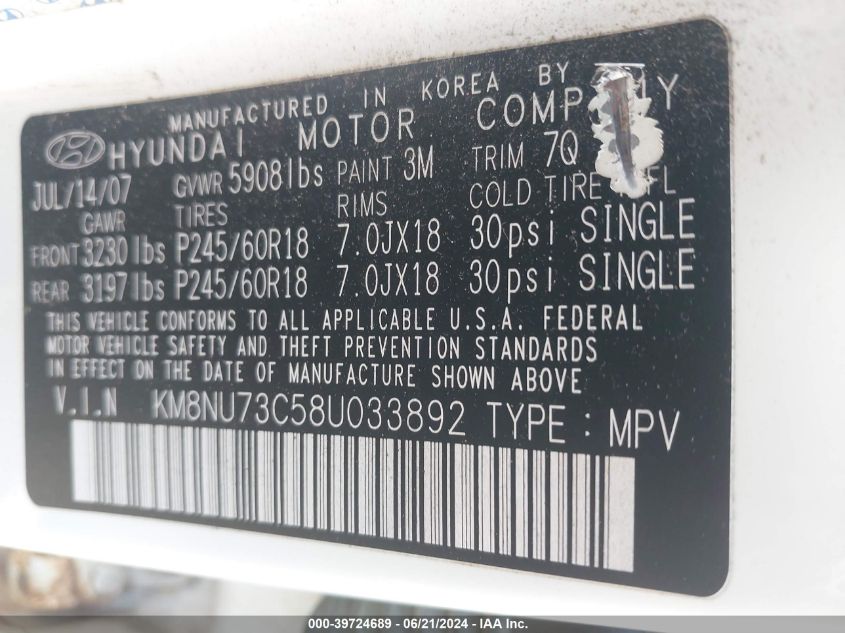 MANUFACTURED IN KOREA BY
HYUNDAI MOTOR
JUL/14/07 GVWR 5908lbs PAINT 3M TRIM 7Q
GAWR TIRES RIMS COLD TIRE
FRONT 3230lbs P245/60R18 7.0JX18 30psi SINGLE
REAR 3197lbs P245/60R18 7.0JX18 30psi SINGLE
THIS VEHICLE CONFORMS TO ALL APPLICABLE U.S.A. FEDERAL
MOTOR VEHICLE SAFETY AND THEFT PREVENTION STANDARDS
IN EFFECT ON THE DATE OF MANUFACTURE SHOWN ABOVE
V.I.N KM8NU73C58U033892 TYPE : MPV
000-39724689 - 06/21/2024 - IAA Inc.